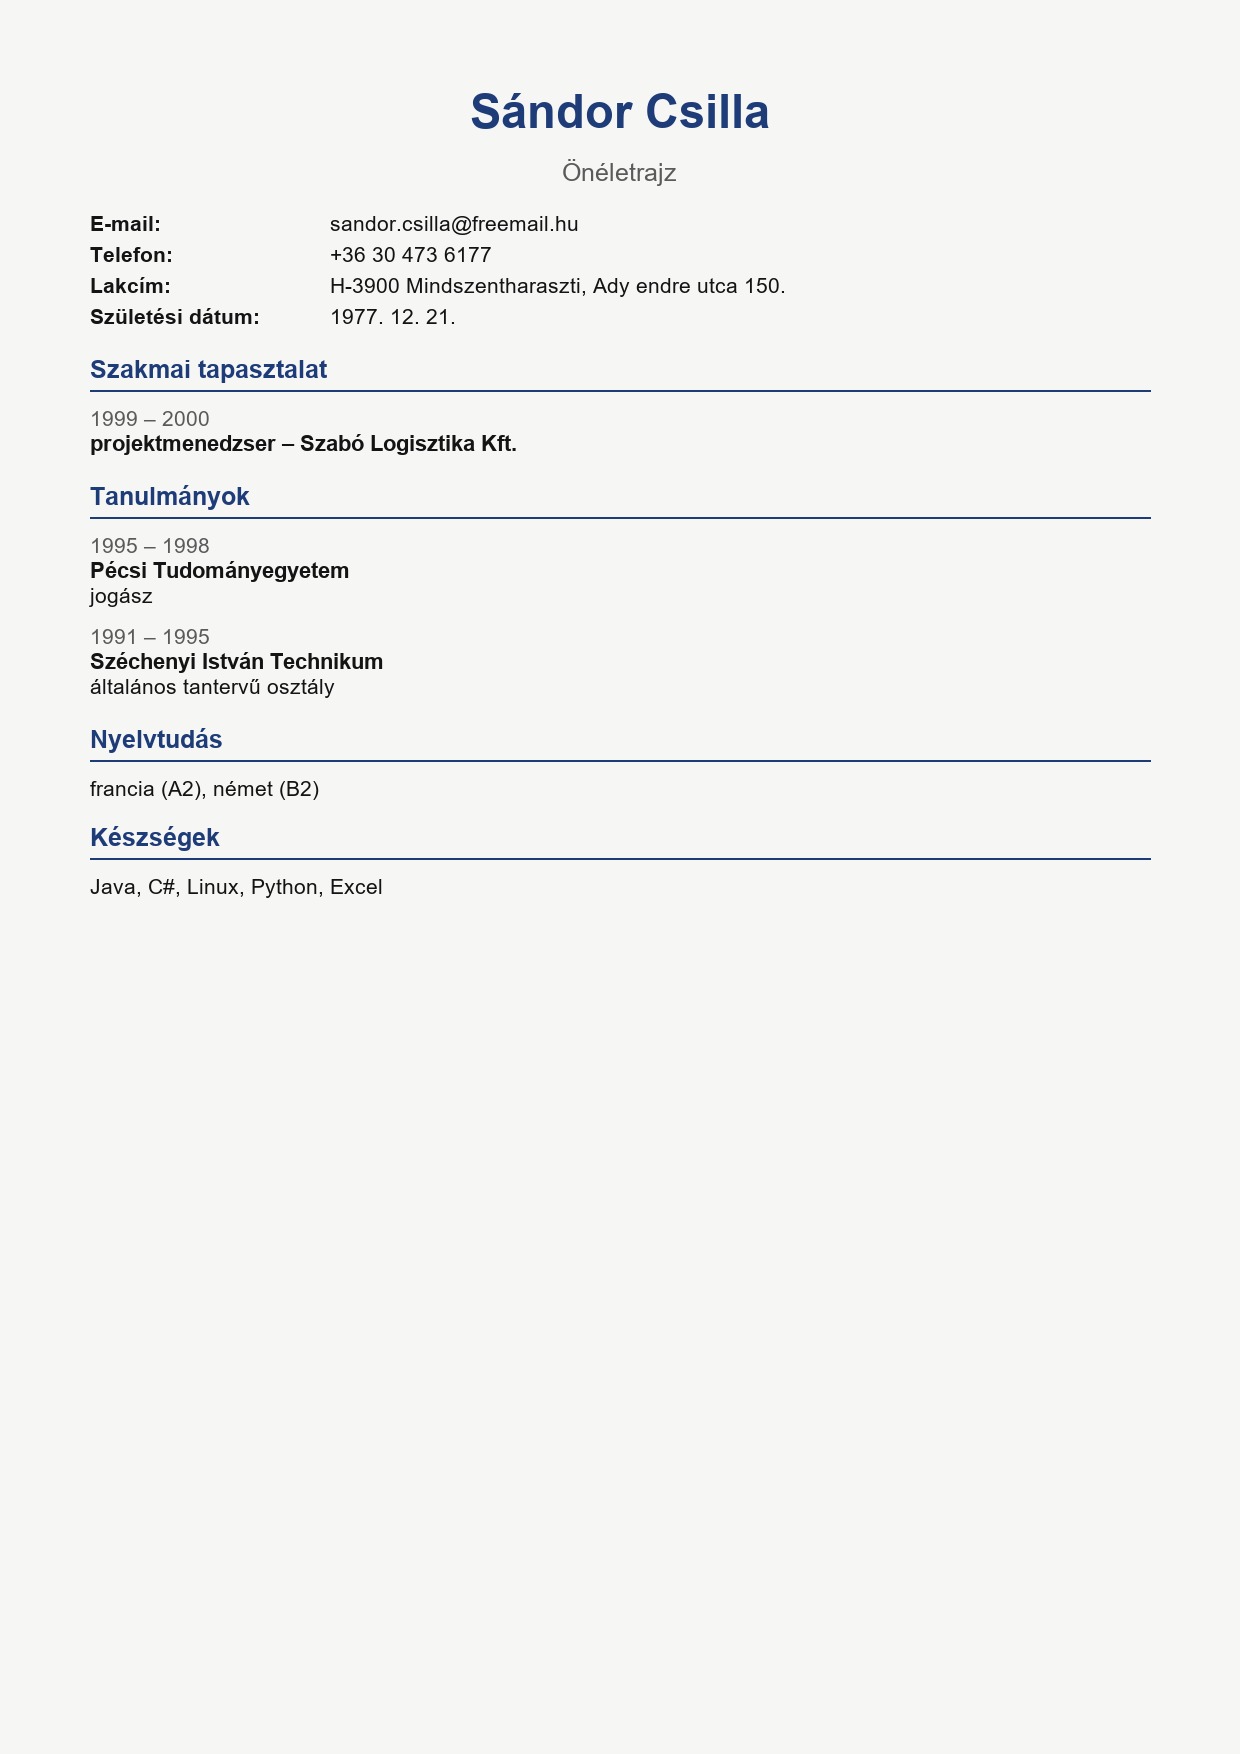 Sándor Csilla
Önéletrajz
E-mail: sandor.csilla@freemail.hu
Telefon: +36 30 473 6177
Lakcím: H-3900 Mindszentharaszti, Ady endre utca 150.
Születési dátum: 1977. 12. 21.
Szakmai tapasztalat
1999 – 2000
projektmenedzser – Szabó Logisztika Kft.
Tanulmányok
1995 – 1998
Pécsi Tudományegyetem
jogász
1991 – 1995
Széchenyi István Technikum
általános tantervű osztály
Nyelvtudás
francia (A2), német (B2)
Készségek
Java, C#, Linux, Python, Excel